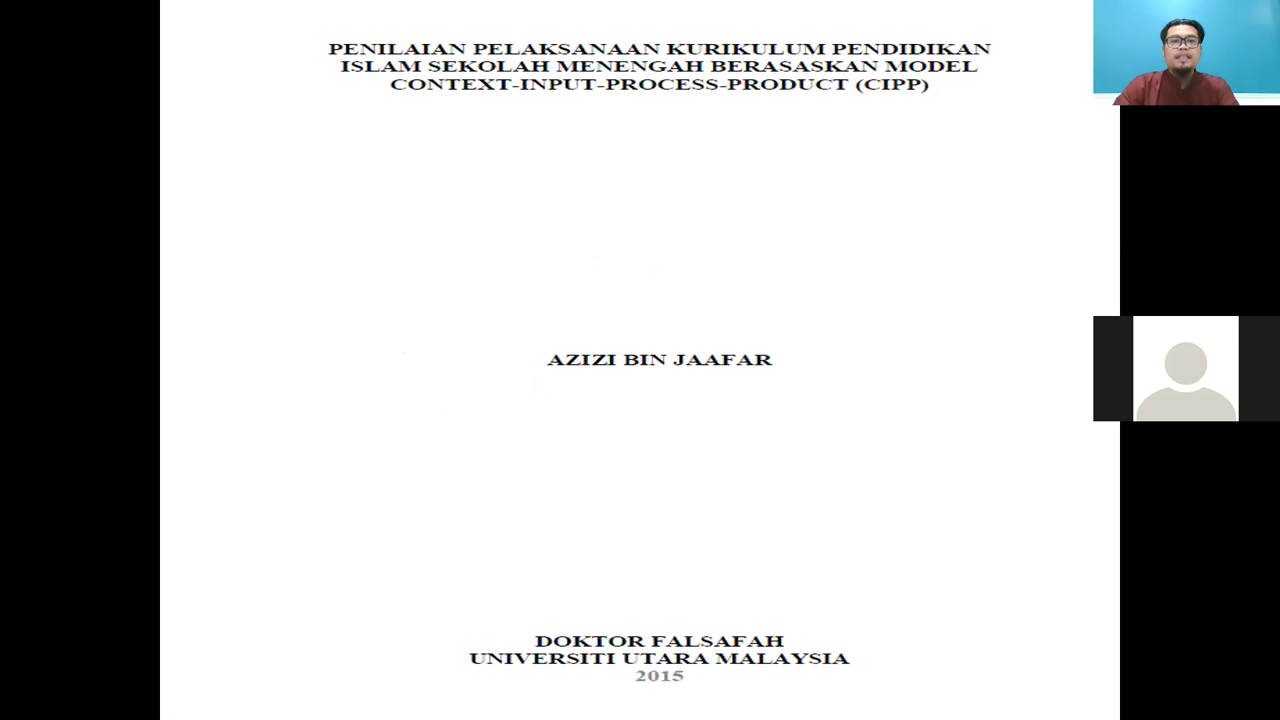 PENILAIAN PELAKSANAAN KURIKULUM PENDIDIKAN
ISLAM SEKOLAH MENENGAH BERASASKAN MODEL
CONTEXT-INPUT-PROCESS-PRODUCT (CIPP)
AZIZI BIN JAAFAR
DOKTOR FALSAFAH
UNIVERSITI UTARA MALAYSIA
2015